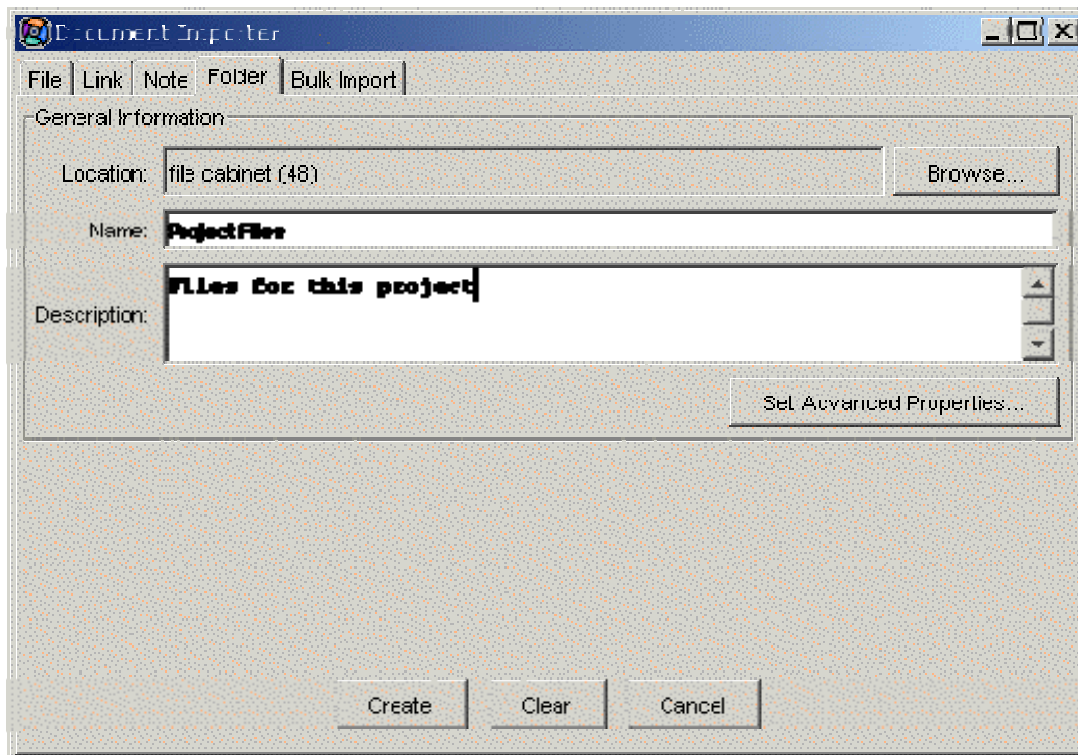 Document Importer
File Link Note Folder Bulk Import
General Information
Location: file cabinet (48) Browse...
Name: ProjectFiles
Files for this project
Description:
Set Advanced Properties...
Create Clear Cancel